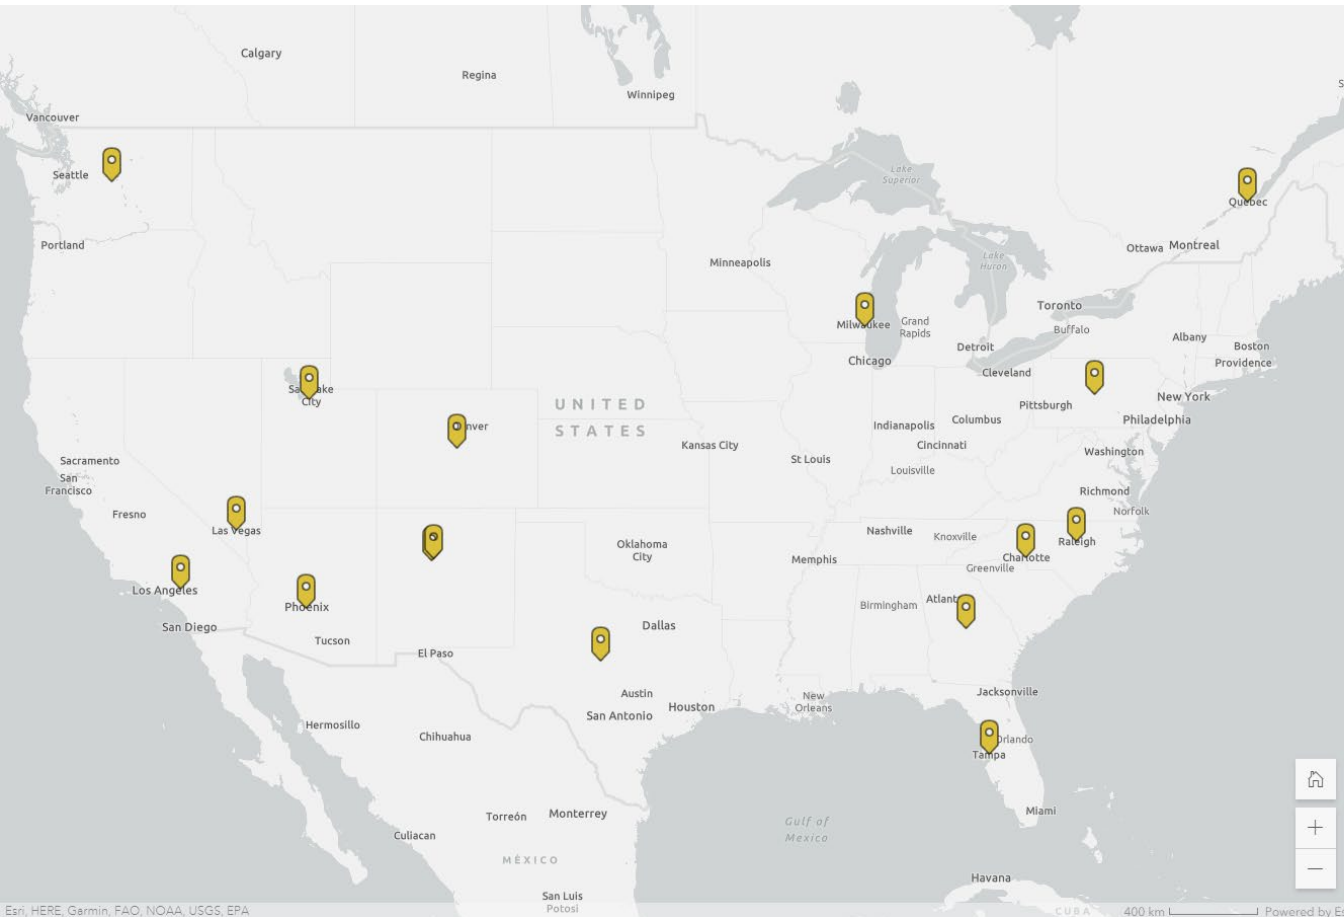 Calgary
Regina
Winnipeg
Vancouver
Seattle
Lake
Superior
Quebec
Portland
Ottawa
Montreal
Minneapolis
Lake
Huron
Toronto
Milwaukee
Grand
Rapids
Buffalo
Albany
Boston
Detroit
Chicago
Providence
Cleveland
City
New York
UNITED
STATES
Pittsburgh
Columbus
Philadelphia
Indianapolis
Cincinnati
Kansas City
Washington
Sacramento
St Louis
San
Francisco
Louisville
Richmond
Fresno
Norfolk
Las Vegas
Nashville
Knoxville
Raleigh
Oklahoma
City
Memphis
Charlotte
Greenville
Los Angeles
Phoenix
Birmingham
San Diego
Dallas
Tucson
El Paso
Austin
Jacksonville
New
Orleans
Houston
San Antonio
Hermosillo
Chihuahua
Orlando
Tampa
Miami
Torreón
Monterrey
Gulf of
Mexico
Culiacan
MÉXICO
Havana
San Luis
Potosi
CUBA
Esri, HERE, Garmin, FAO, NOAA, USGS, EPA
400 km
Powered by